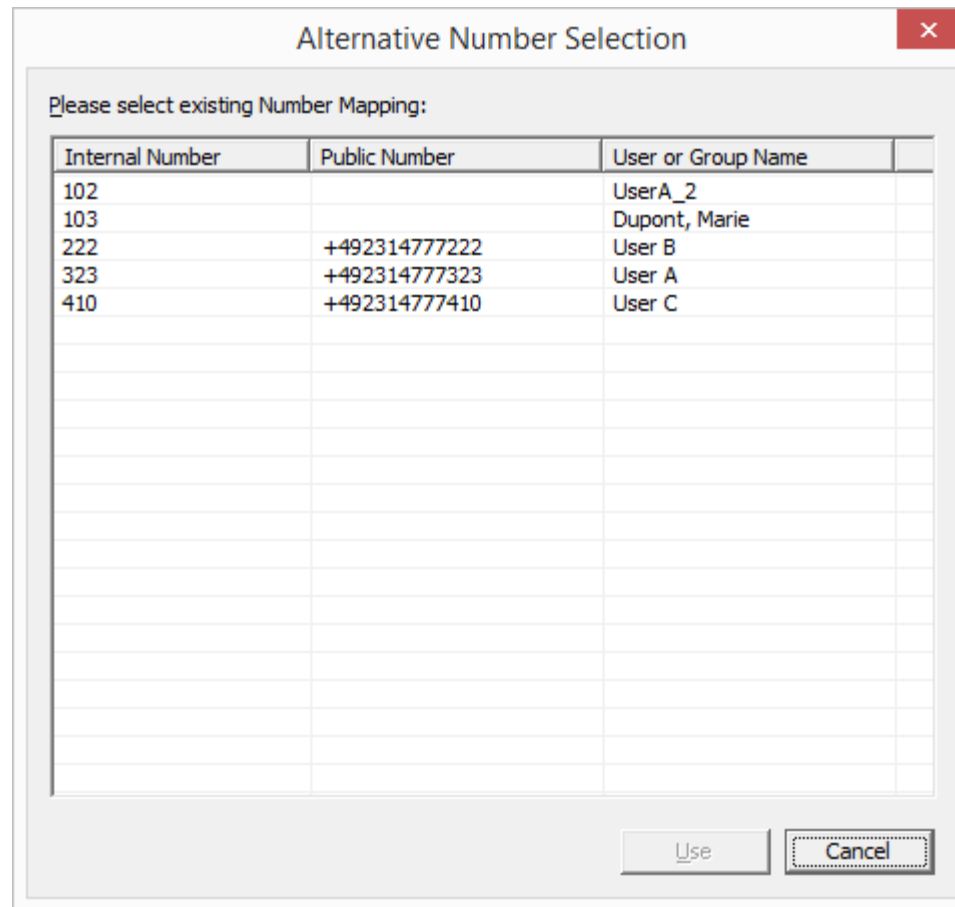 Alternative Number Selection
Please select existing Number Mapping:
Internal Number Public Number User or Group Name
102 UserA_2
103 Dupont, Marie
222 +492314777222 User B
323 +492314777323 User A
410 +492314777410 User C
Use Cancel